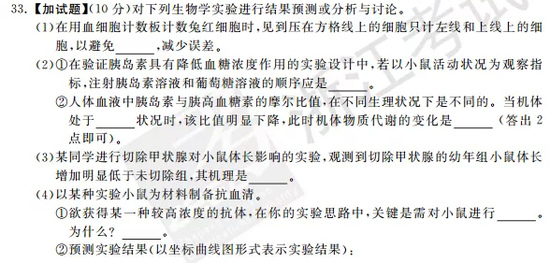 33.【加试题】(10分)对下列生物学实验进行结果预测或分析与讨论。
(1)在用血细胞计数板计数兔红细胞时,见到压在方格线上的细胞只计左线和上线上的细
胞,以避免______,减少误差。
(2)①在验证胰岛素具有降低血糖浓度作用的实验设计中,若以小鼠活动状况为观察指
标,注射胰岛素溶液和葡萄糖溶液的顺序应是______。
②人体血液中胰岛素与胰高血糖素的摩尔比值,在不同生理状况下是不同的。当机体
处于______状况时,该比值明显下降,此时机体物质代谢的变化是______(答出2
点即可)。
(3)某同学进行切除甲状腺对小鼠体长影响的实验,观测到切除甲状腺的幼年组小鼠体长
增加明显低于未切除组,其机理是______。
(4)以某种实验小鼠为材料制备抗血清。
①欲获得某一种较高浓度的抗体,在你的实验思路中,关键是需对小鼠进行______。
为什么?______。
②预测实验结果(以坐标曲线图形式表示实验结果):
浙江考试